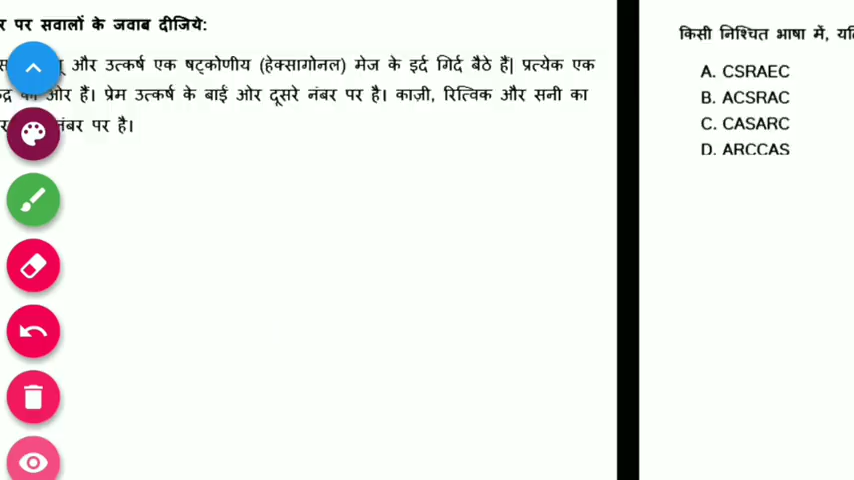 र पर सवालों के जवाब दीजिये:
और उत्कर्ष एक षट्कोणीय (हेक्सागोनल) मेज के इर्द गिर्द बैठे हैं| प्रत्येक एक
ओर हैं। प्रेम उत्कर्ष के बाई ओर दूसरे नंबर पर है। काज़ी, रित्विक और सनी का
नंबर पर है।
किसी निश्चित भाषा में,
A. CSRAEC
B. ACSRAC
C. CASARC
D. ARCCAS